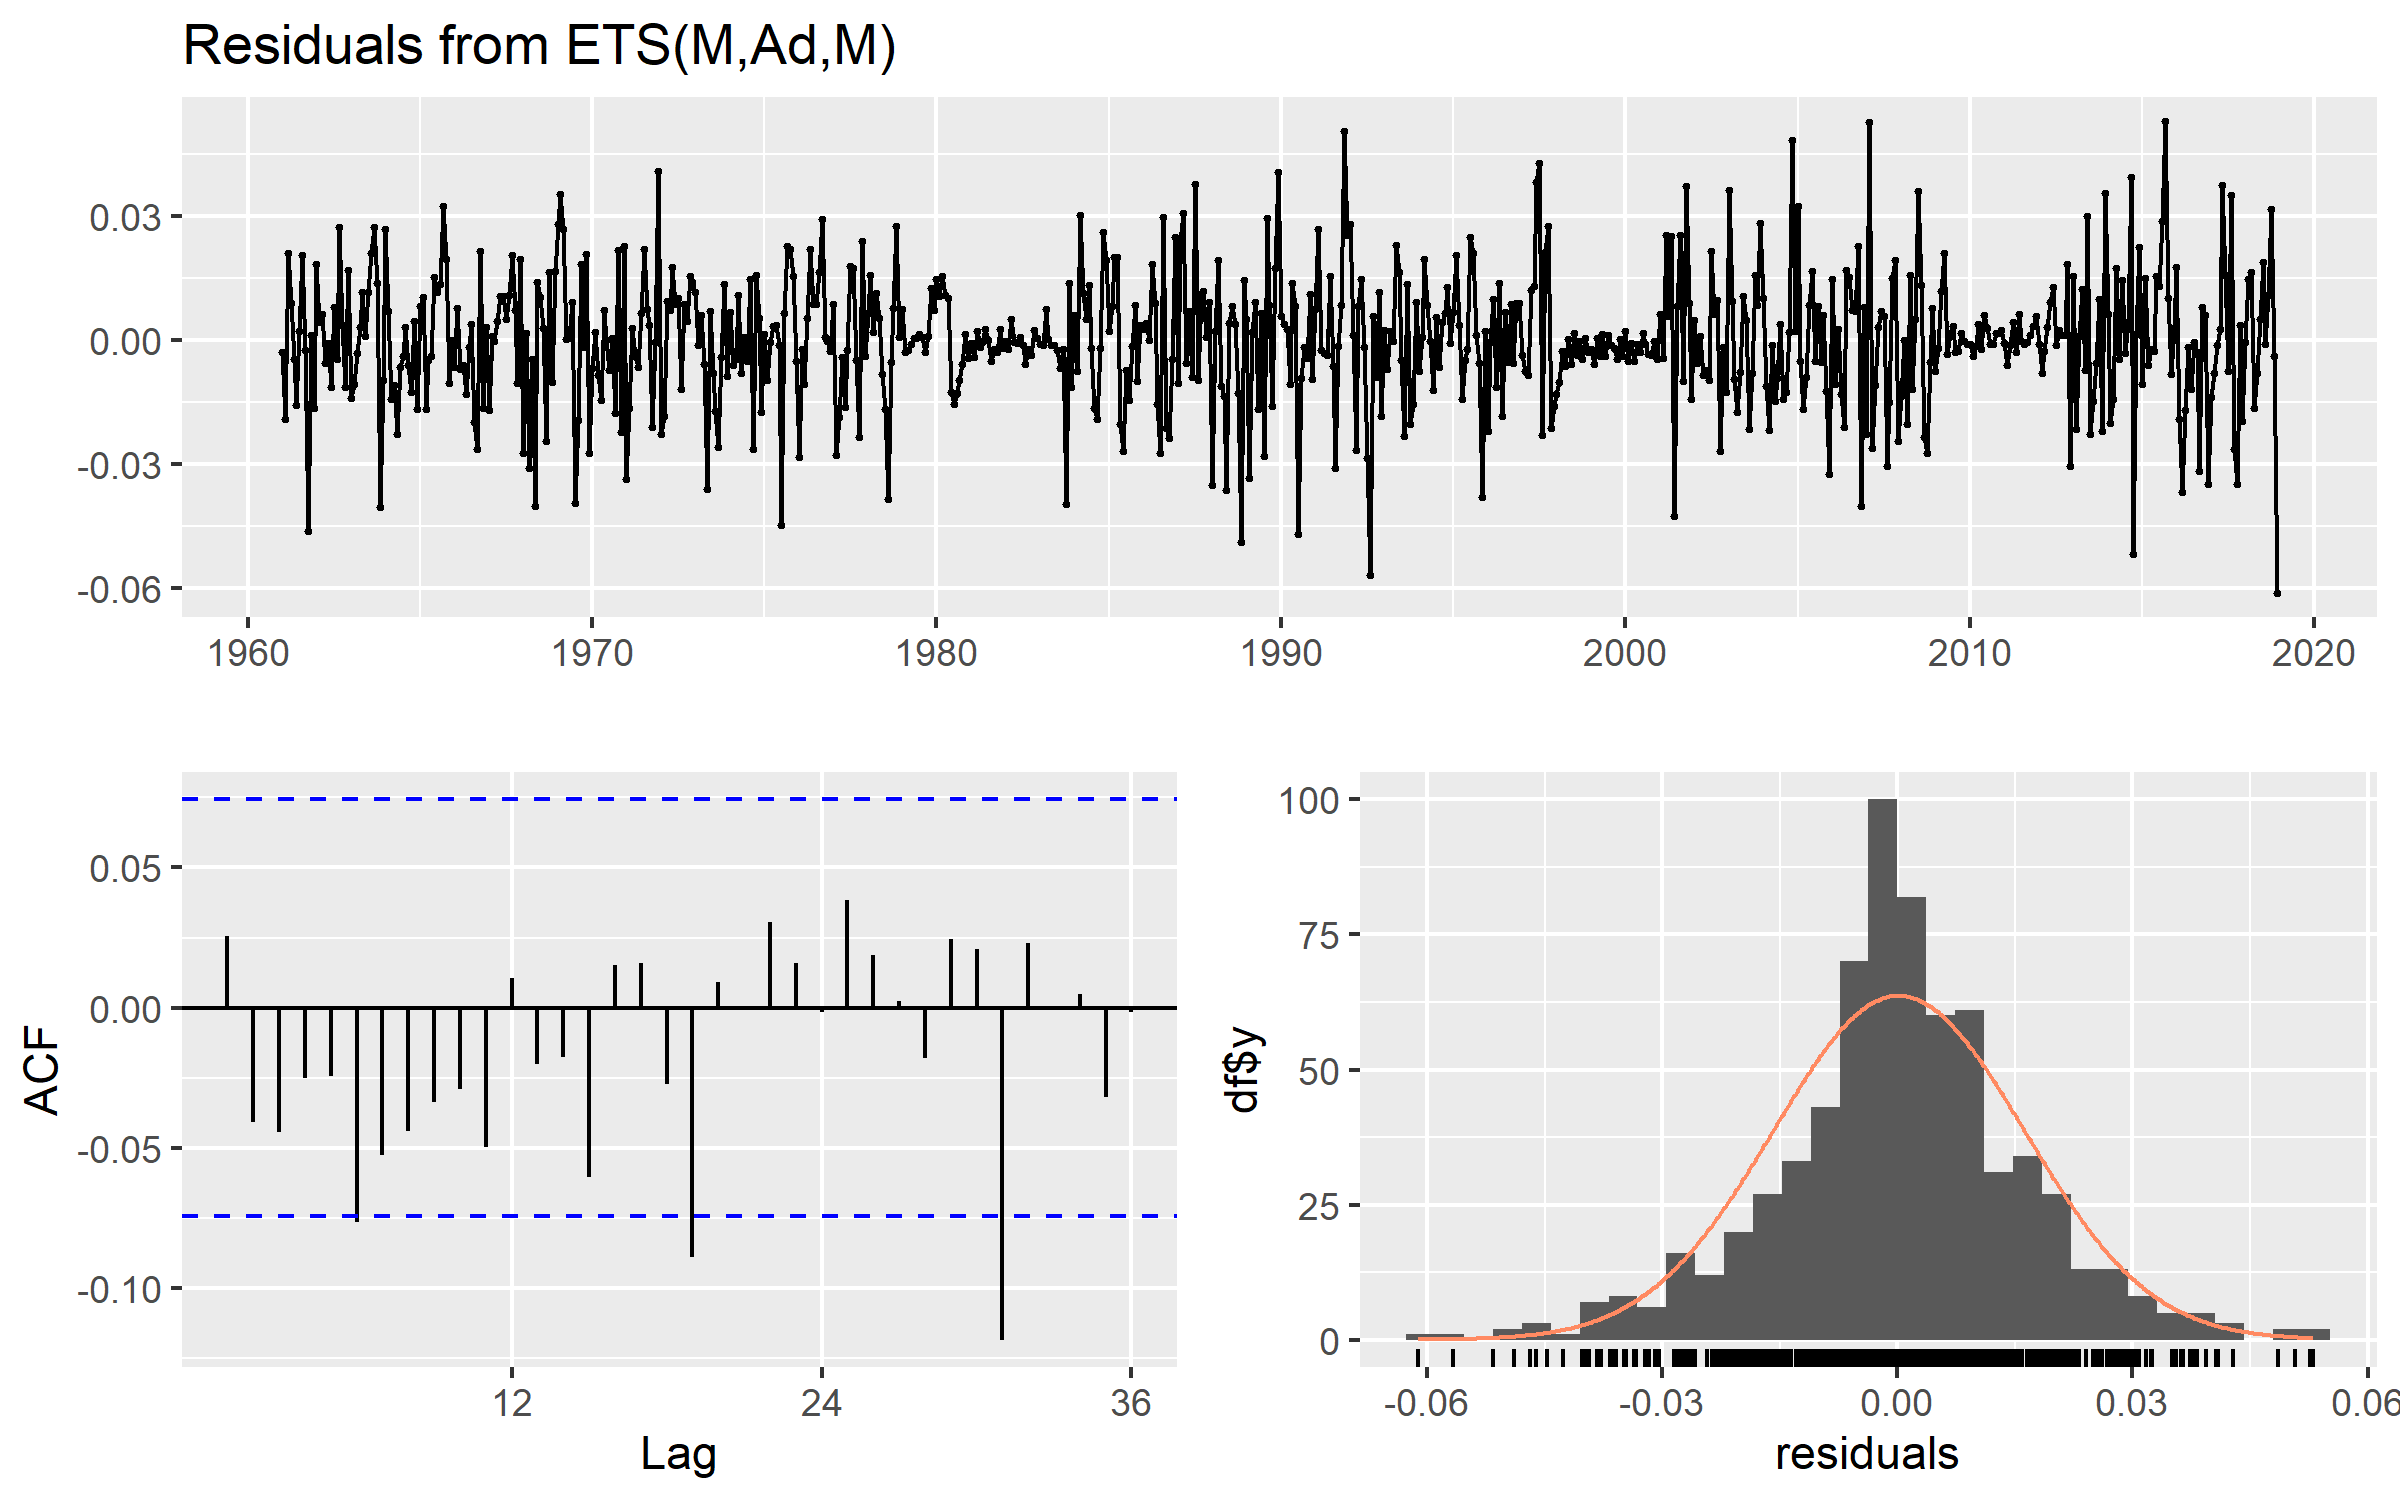 Residuals from ETS(M,Ad,M)
0.03
0.00
-0.03
-0.06
1960 1970 1980 1990 2000 2010 2020
ACF
0.05
0.00
-0.05
-0.10
12 24 36
Lag
df$y
100
75
50
25
0
-0.06 -0.03 0.00 0.03 0.06
residuals